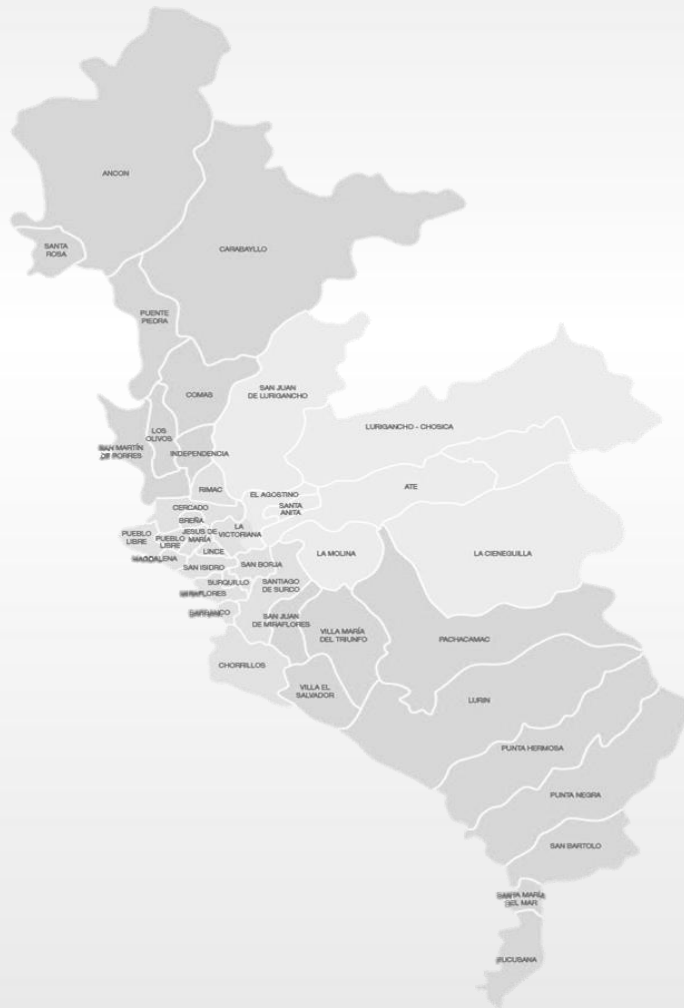 ANCON
SANTA
ROSA
CARABAYLLO
PUENTE
PIEDRA
COMAS
SAN JUAN
DE LURIGANCHO
LOS
OLIVOS
SAN MARTÍN
DE PORRES
LURIGANCHO - CHOSICA
INDEPENDENCIA
RIMAC
EL AGOSTINO
ATE
CERCADO
SANTA
ANITA
BREÑA
PUEBLO
LIBRE
PUEBLO
LIBRE
JESUS DE
MARÍA
LA
VICTORIANA
LINCE
MAGDALENA
SAN ISIDRO
SAN BORJA
LA MOLINA
LA CIENEGUILLA
SURQUILLO
SANTIAGO
DE SURCO
MIRAFLORES
BARRANCO
SAN JUAN
DE MIRAFLORES
VILLA MARÍA
DEL TRIUNFO
PACHACAMAC
CHORRILLOS
VILLA EL
SALVADOR
LURIN
PUNTA HERMOSA
PUNTA NEGRA
SAN BARTOLO
SANTA MARÍA
DEL MAR
PUCUSANA